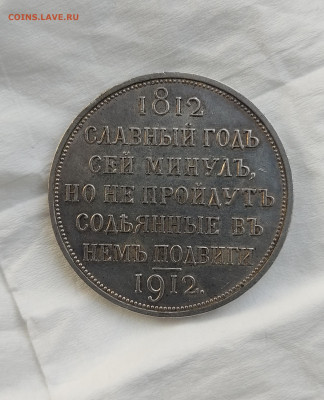 COINS.LAVE.RU
1812
СЛАВНЫЙ ГОДЪ
СЕЙ МИНУЛЪ,
НО НЕ ПРОЙДУТЪ
СОДѢЯННЫЕ ВЪ
НЕМЪ ПОДВИГИ
1912.